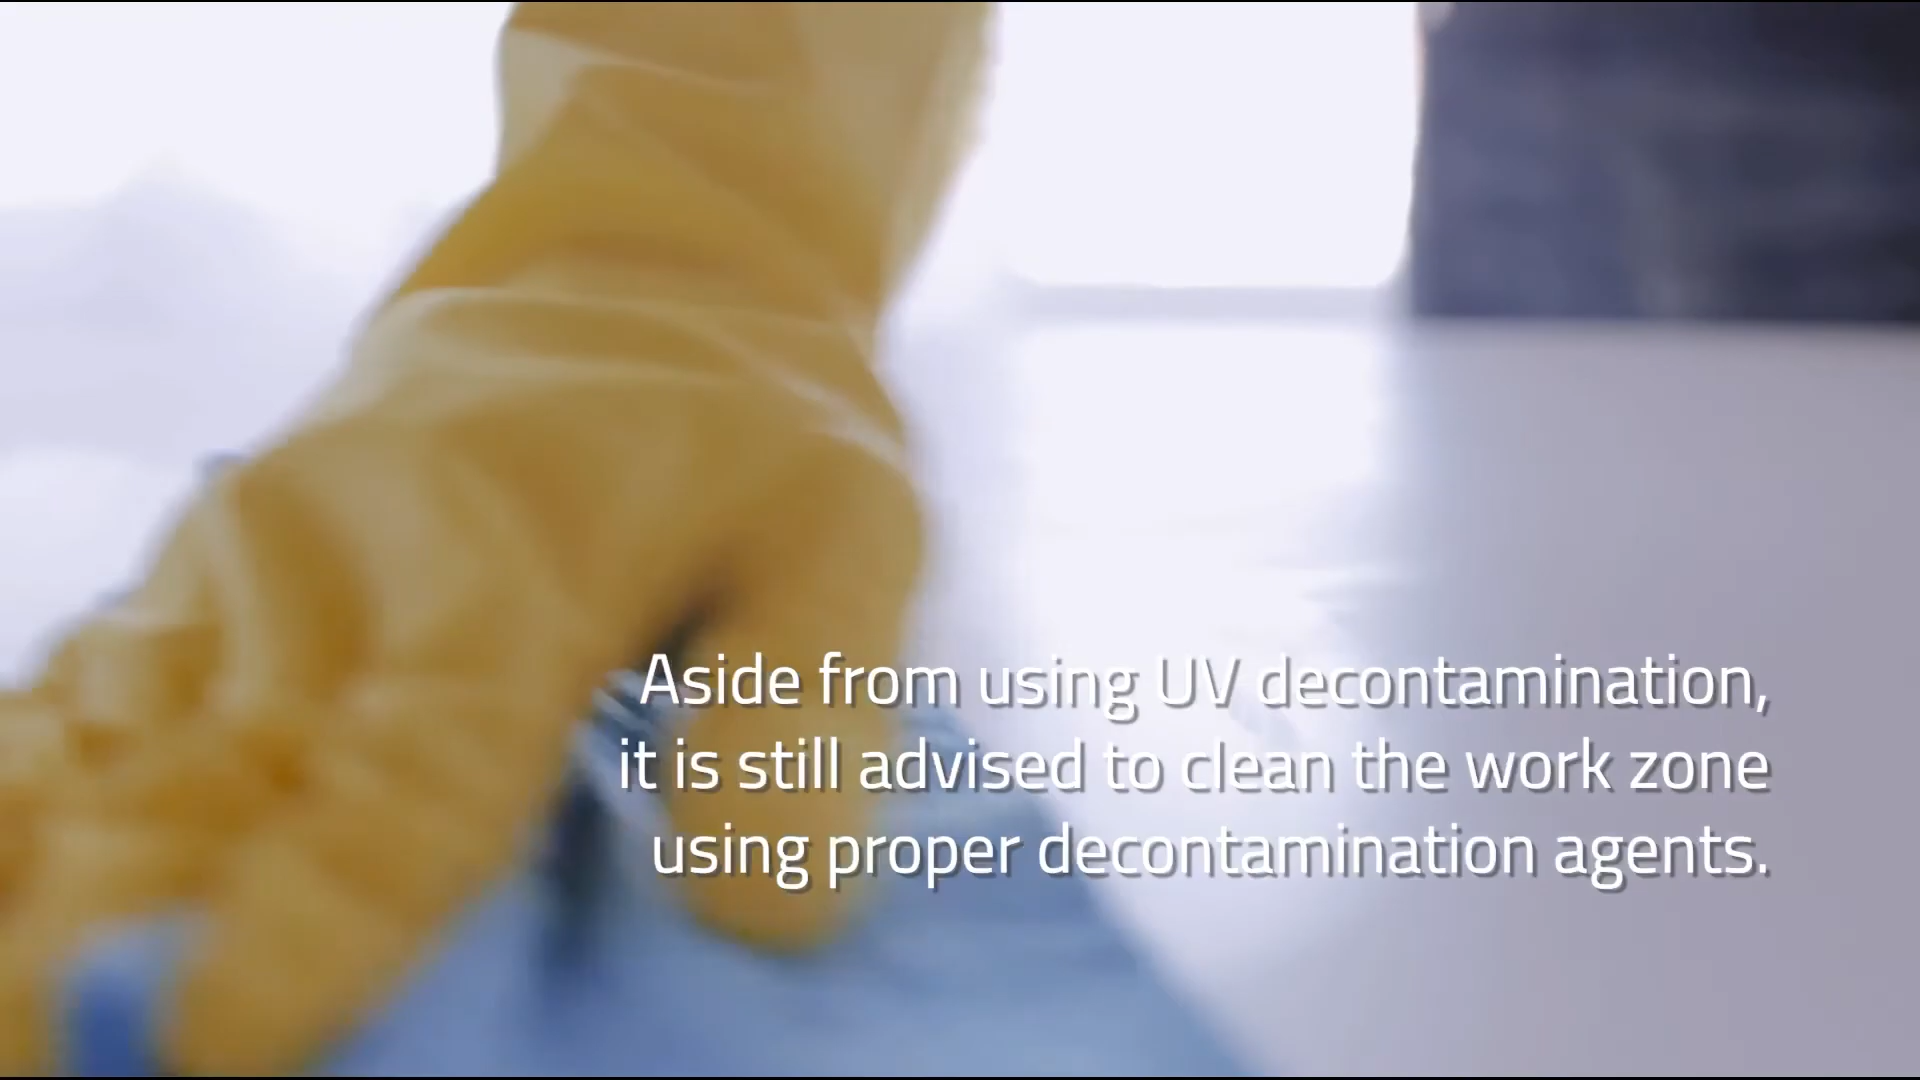 Aside from using UV decontamination,
it is still advised to clean the work zone
using proper decontamination agents.